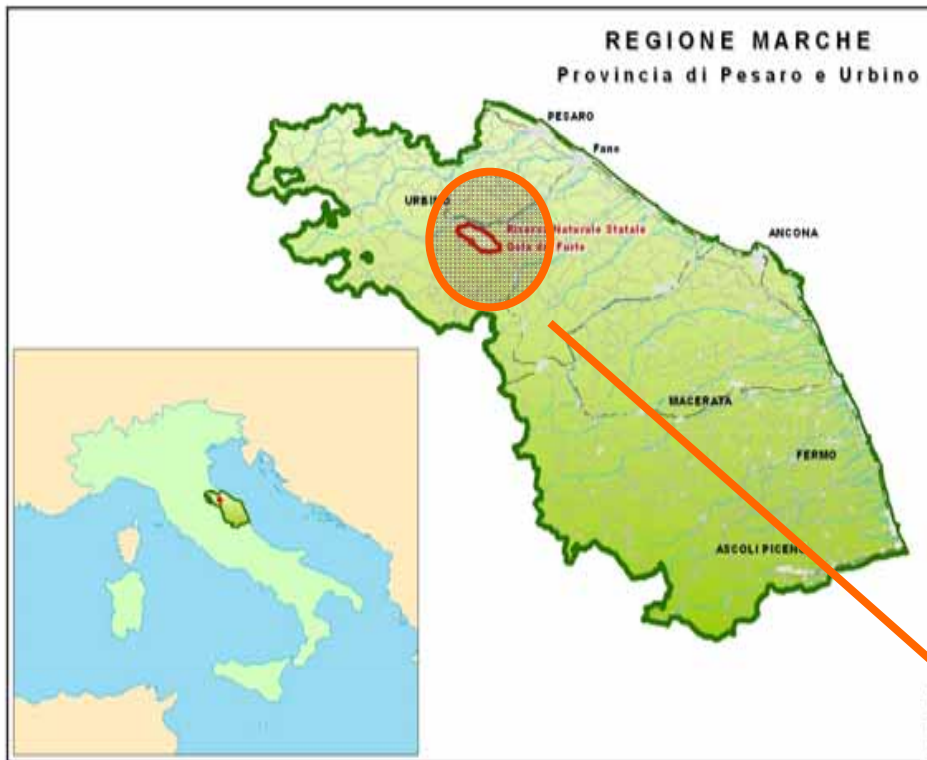 REGIONE MARCHE
Provincia di Pesaro e Urbino
PESARO
Fano
URBINO
Riserva Naturale Statale
Gola del Furlo
ANCONA
MACERATA
FERMO
ASCOLI PICENO